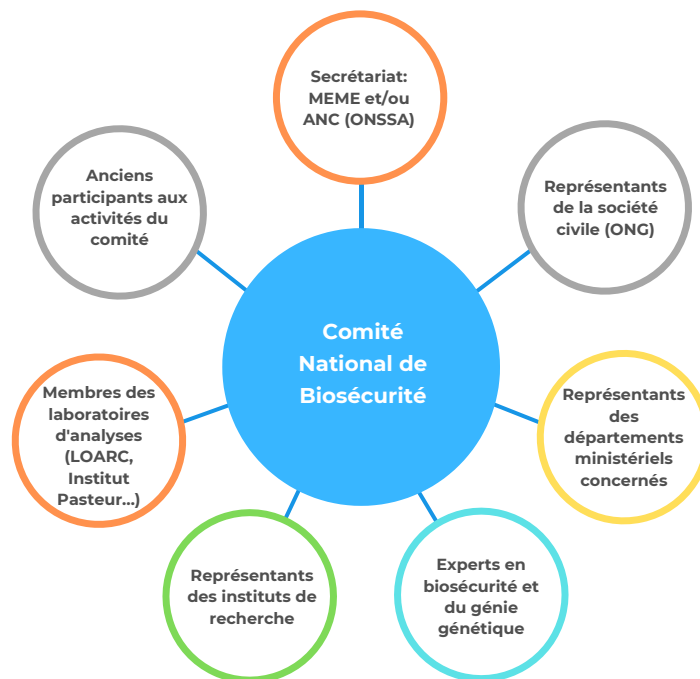 Secrétariat:
MEME et/ou
ANC (ONSSA)
Anciens
participants aux
activités du
comité
Représentants
de la société
civile (ONG)
Comité
National de
Biosécurité
Membres des
laboratoires
d'analyses
(LOARC,
Institut
Pasteur...)
Représentants
des
départements
ministériels
concernés
Représentants
des instituts de
recherche
Experts en
biosécurité et
du génie
génétique